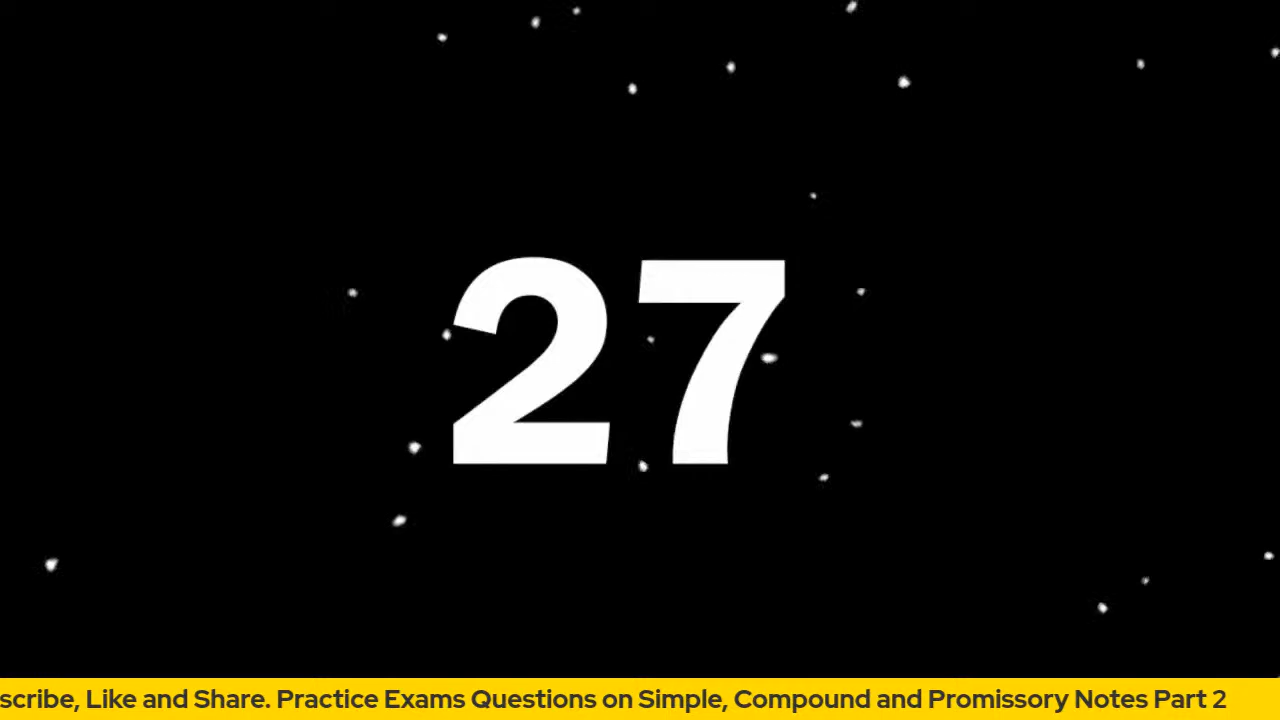 27
scribe, Like and Share. Practice Exams Questions on Simple, Compound and Promissory Notes Part 2